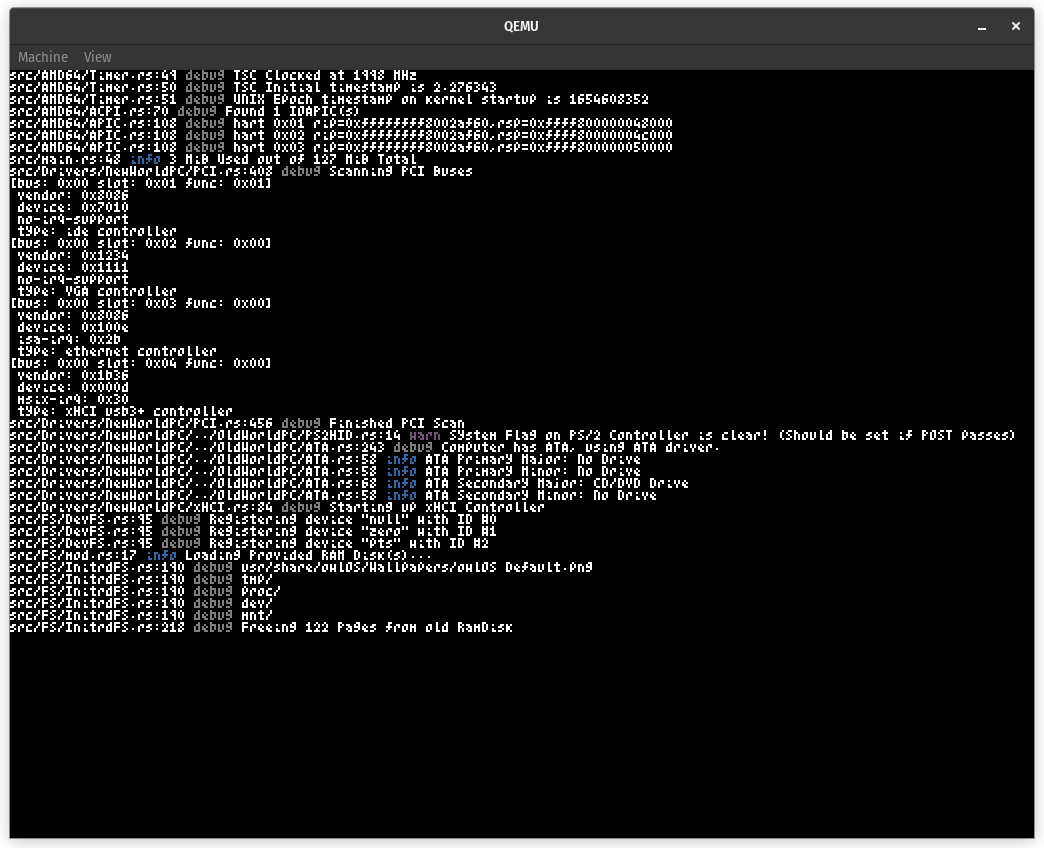 QEMU
Machine View
src/AMD64/Timer.rs:49 debug TSC Clocked at 1998 MHz
src/AMD64/Timer.rs:50 debug TSC Initial timestamp is 2.276343
src/AMD64/Timer.rs:51 debug UNIX Epoch timestamp on kernel startup is 1654608352
src/AMD64/ACPI.rs:70 debug Found 1 IOAPIC(s)
src/AMD64/APIC.rs:108 debug hart 0x01 rip=0xffffffff8002af60,rsp=0xffff800000048000
src/AMD64/APIC.rs:108 debug hart 0x02 rip=0xffffffff8002af60,rsp=0xffff80000004c000
src/AMD64/APIC.rs:108 debug hart 0x03 rip=0xffffffff8002af60,rsp=0xffff800000050000
src/main.rs:48 info 3 MiB Used out of 127 MiB Total
src/Drivers/NewWorldPC/PCI.rs:408 debug Scanning PCI Buses
[bus: 0x00 slot: 0x01 func: 0x01]
vendor: 0x8086
device: 0x7010
no-irq-support
type: ide controller
[bus: 0x00 slot: 0x02 func: 0x00]
vendor: 0x1234
device: 0x1111
no-irq-support
type: VGA controller
[bus: 0x00 slot: 0x03 func: 0x00]
vendor: 0x8086
device: 0x100e
isa-irq: 0x2b
type: ethernet controller
[bus: 0x00 slot: 0x04 func: 0x00]
vendor: 0x1b36
device: 0x000d
msix-irq: 0x30
type: xHCI usb3+ controller
src/Drivers/NewWorldPC/PCI.rs:456 debug Finished PCI Scan
src/Drivers/NewWorldPC/../OldWorldPC/PS2HID.rs:14 warn System Flag on PS/2 Controller is clear! (Should be set if POST passes)
src/Drivers/NewWorldPC/../OldWorldPC/ATA.rs:243 debug Computer has ATA, using ATA driver.
src/Drivers/NewWorldPC/../OldWorldPC/ATA.rs:58 info ATA Primary Major: No Drive
src/Drivers/NewWorldPC/../OldWorldPC/ATA.rs:58 info ATA Primary Minor: No Drive
src/Drivers/NewWorldPC/../OldWorldPC/ATA.rs:68 info ATA Secondary Major: CD/DVD Drive
src/Drivers/NewWorldPC/../OldWorldPC/ATA.rs:58 info ATA Secondary Minor: No Drive
src/Drivers/NewWorldPC/xHCI.rs:84 debug Starting up xHCI Controller
src/FS/DevFS.rs:95 debug Registering device "null" with ID #0
src/FS/DevFS.rs:95 debug Registering device "zero" with ID #1
src/FS/DevFS.rs:95 debug Registering device "pts" with ID #2
src/FS/mod.rs:17 info Loading Provided RAM Disk(s)...
src/FS/InitrdFS.rs:190 debug usr/share/owlOS/Wallpapers/owlOS Default.png
src/FS/InitrdFS.rs:190 debug tmp/
src/FS/InitrdFS.rs:190 debug proc/
src/FS/InitrdFS.rs:190 debug dev/
src/FS/InitrdFS.rs:190 debug mnt/
src/FS/InitrdFS.rs:218 debug Freeing 122 Pages from old RamDisk